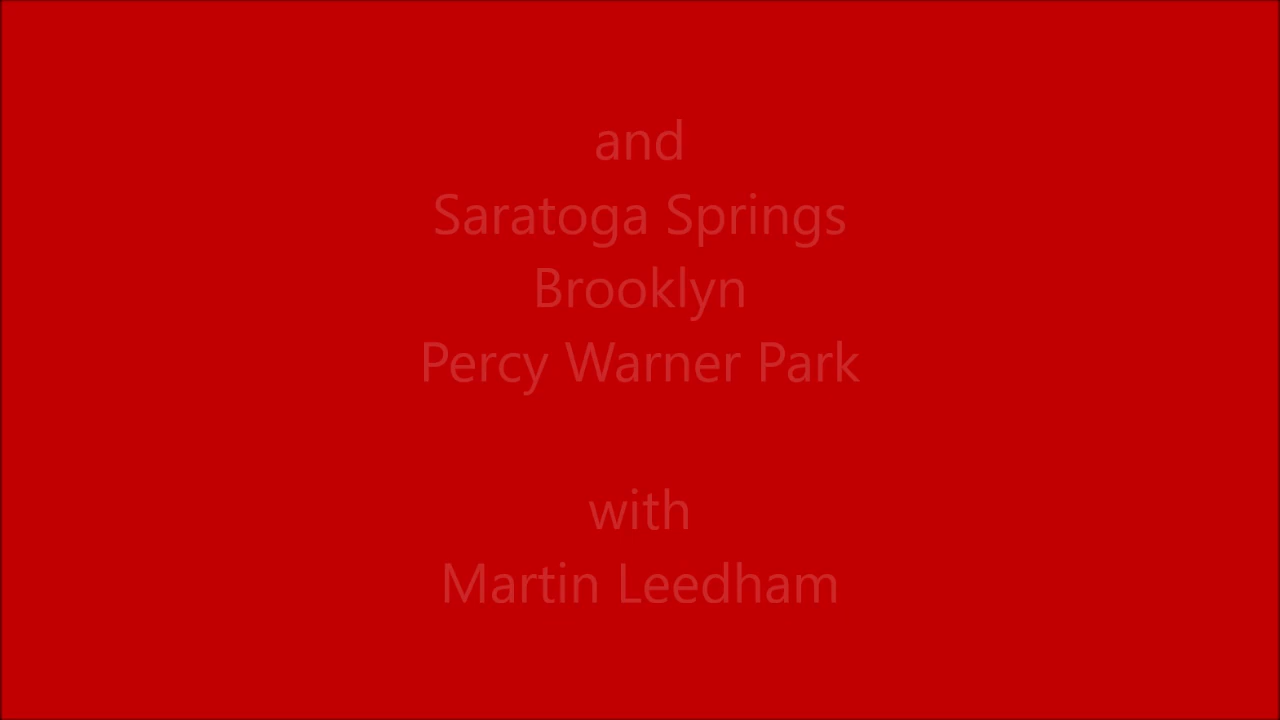 and
Saratoga Springs
Brooklyn
Percy Warner Park
with
Martin Leedham